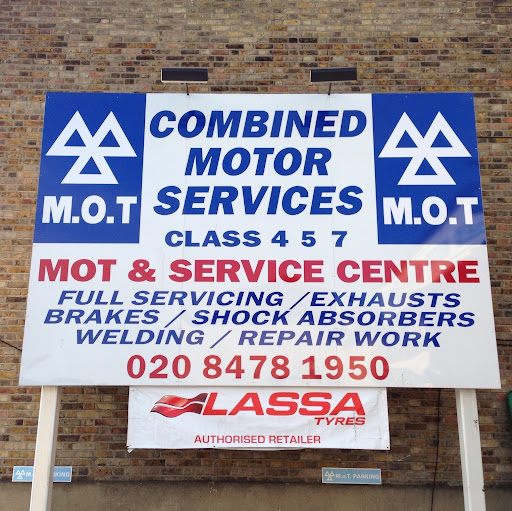 COMBINED
MOTOR
SERVICES
M.O.T
M.O.T
CLASS 4 5 7
MOT & SERVICE CENTRE
FULL SERVICING / EXHAUSTS
BRAKES / SHOCK ABSORBERS
WELDING / REPAIR WORK
020 8478 1950
LASSA
TYRES
AUTHORISED RETAILER
M.O.T. PARKING